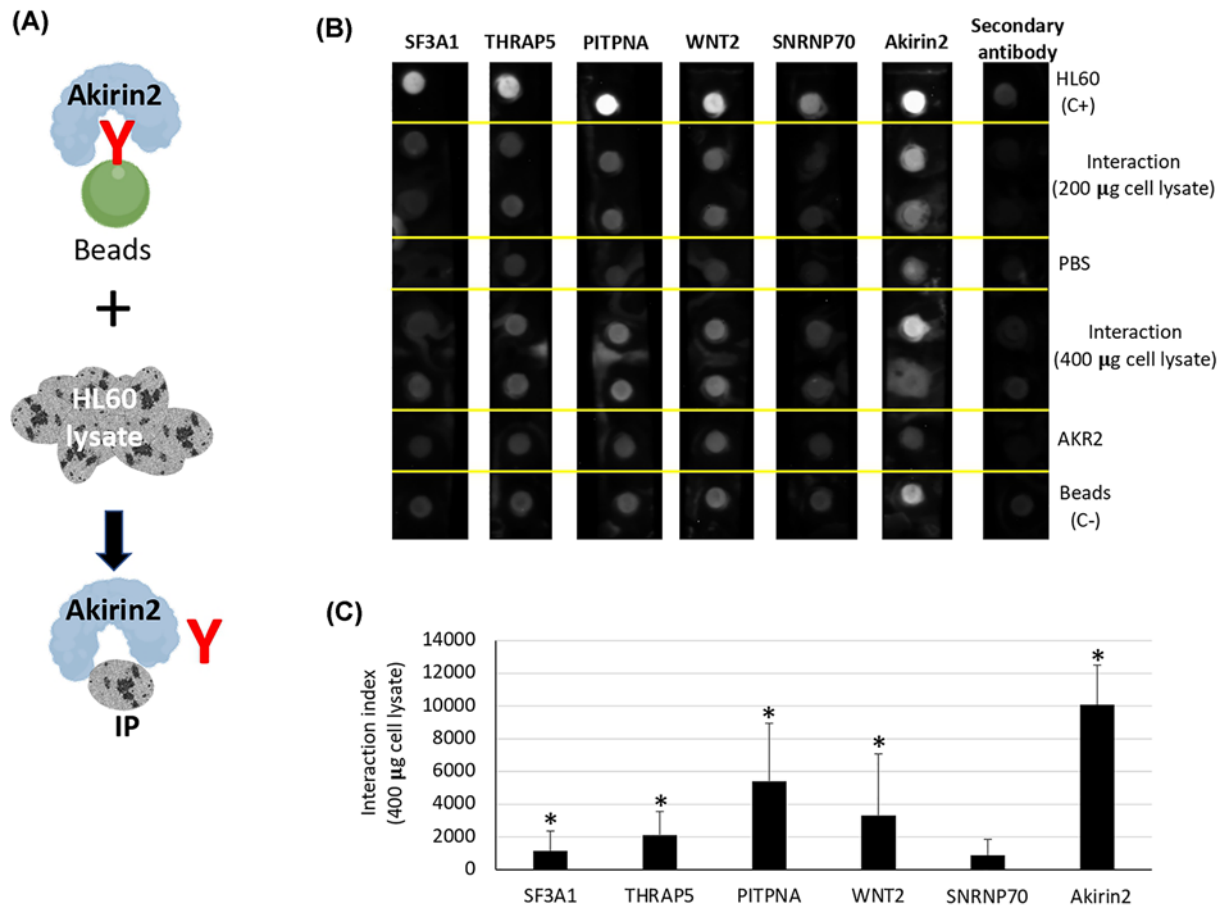 (A)
Akirin2
Y
Beads
+
HL60
lysate
Akirin2
Y
IP
(B)
SF3A1 THRAP5 PITPNA WNT2 SNRNP70 Akirin2 Secondary
antibody
HL60
(C+)
Interaction
(200 µg cell lysate)
PBS
Interaction
(400 µg cell lysate)
AKR2
Beads
(C-)
(C)
Interaction index
(400 µg cell lysate)
14000
12000
10000
8000
6000
4000
2000
0
* * * * *
SF3A1 THRAP5 PITPNA WNT2 SNRNP70 Akirin2